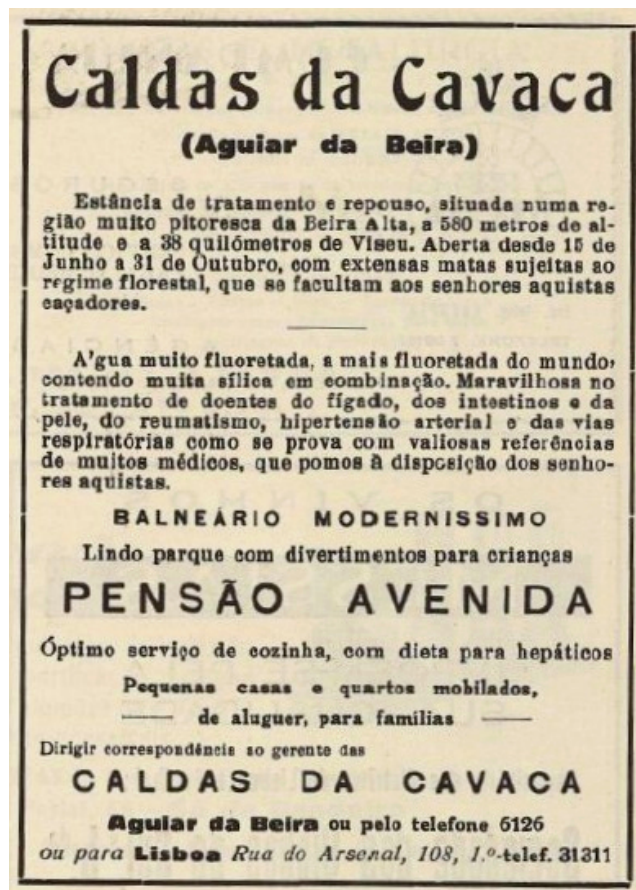 Caldas da Cavaca
(Aguiar da Beira)
Estância de tratamento e repouso, situada numa re-
gião muito pitoresca da Beira Alta, a 580 metros de al-
titude e a 38 quilómetros de Viseu. Aberta desde 15 de
Junho a 31 de Outubro, com extensas matas sujeitas ao
regime florestal, que se facultam aos senhores aquistas
caçadores.
A'gua muito fluoretada, a mais fluoretada do mundo,
contendo muita sílica em combinação. Maravilhosa no
tratamento de doentes do fígado, dos intestinos e da
pele, do reumatismo, hipertensão arterial e das vias
respiratórias como se prova com valiosas referências
de muitos médicos, que pomos à disposição dos senho-
res aquistas.
BALNEÁRIO MODERNISSIMO
Lindo parque com divertimentos para crianças
PENSÃO AVENIDA
Óptimo serviço de cozinha, com dieta para hepáticos
Pequenas casas e quartos mobilados,
de aluguer, para famílias
Dirigir correspondência ao gerente das
CALDAS DA CAVACA
Aguiar da Beira ou pelo telefone 6126
ou para Lisboa Rua do Arsenal, 108, 1.º-telef. 31311